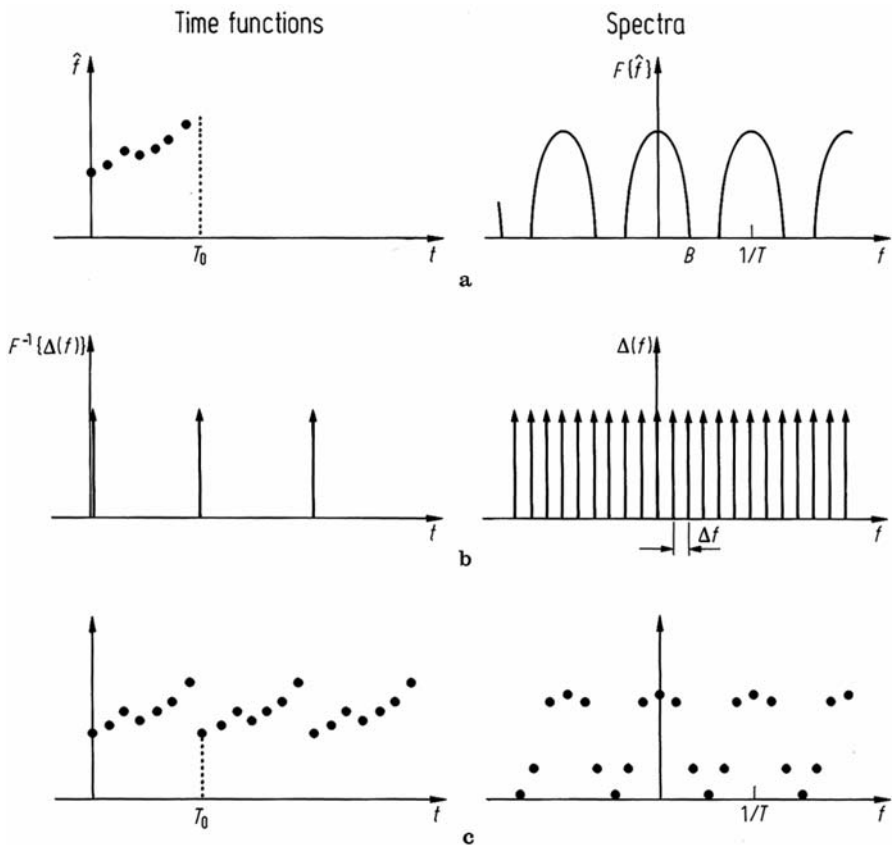 Time functions
Spectra
f̂
F{f̂}
T₀
t
B
1/T
f
a
F⁻¹{Δ(f)}
Δ(f)
t
f
Δf
b
T₀
t
1/T
f
c